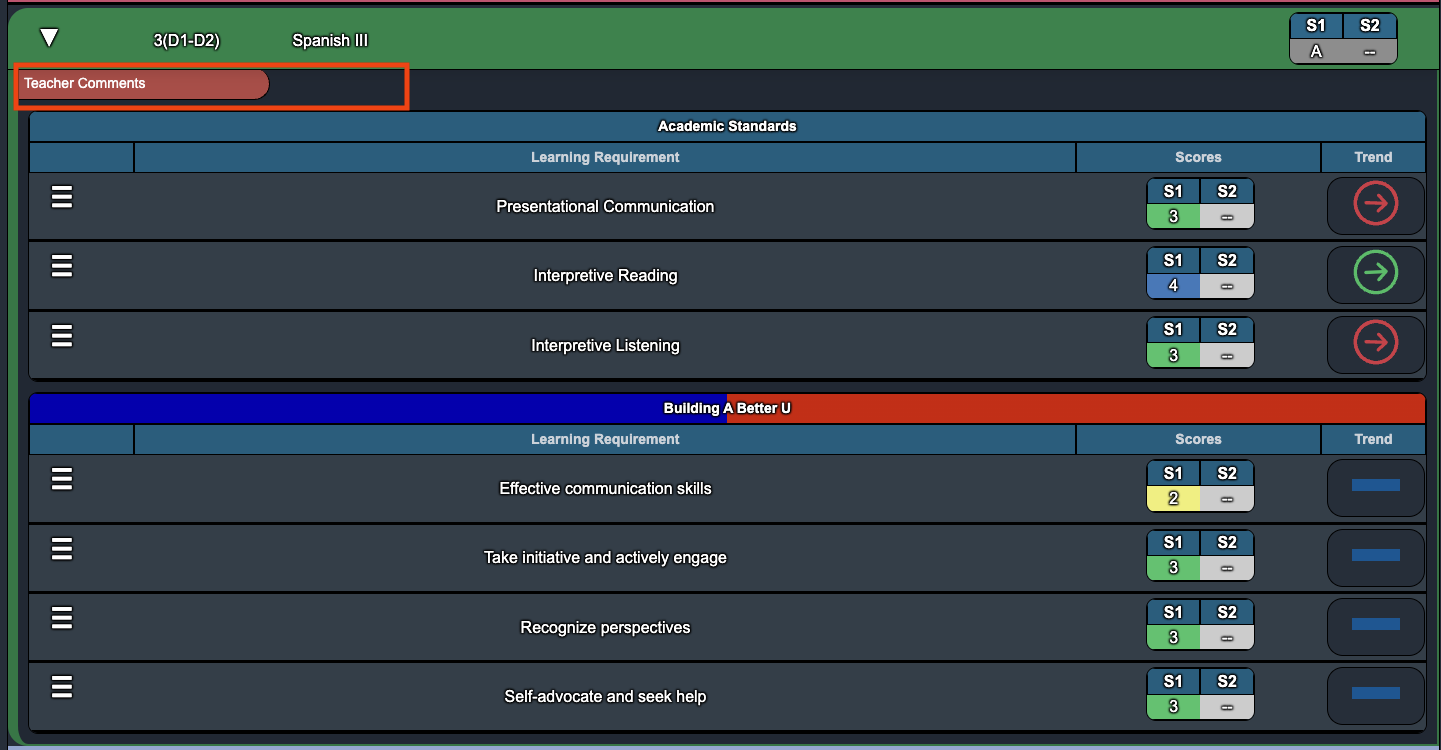 3(D1-D2) Spanish III S1 S2
A --
Teacher Comments
Academic Standards
Learning Requirement Scores Trend
Presentational Communication S1 S2
3 --
Interpretive Reading S1 S2
4 --
Interpretive Listening S1 S2
3 --
Building A Better U
Learning Requirement Scores Trend
Effective communication skills S1 S2
2 --
Take initiative and actively engage S1 S2
3 --
Recognize perspectives S1 S2
3 --
Self-advocate and seek help S1 S2
3 --